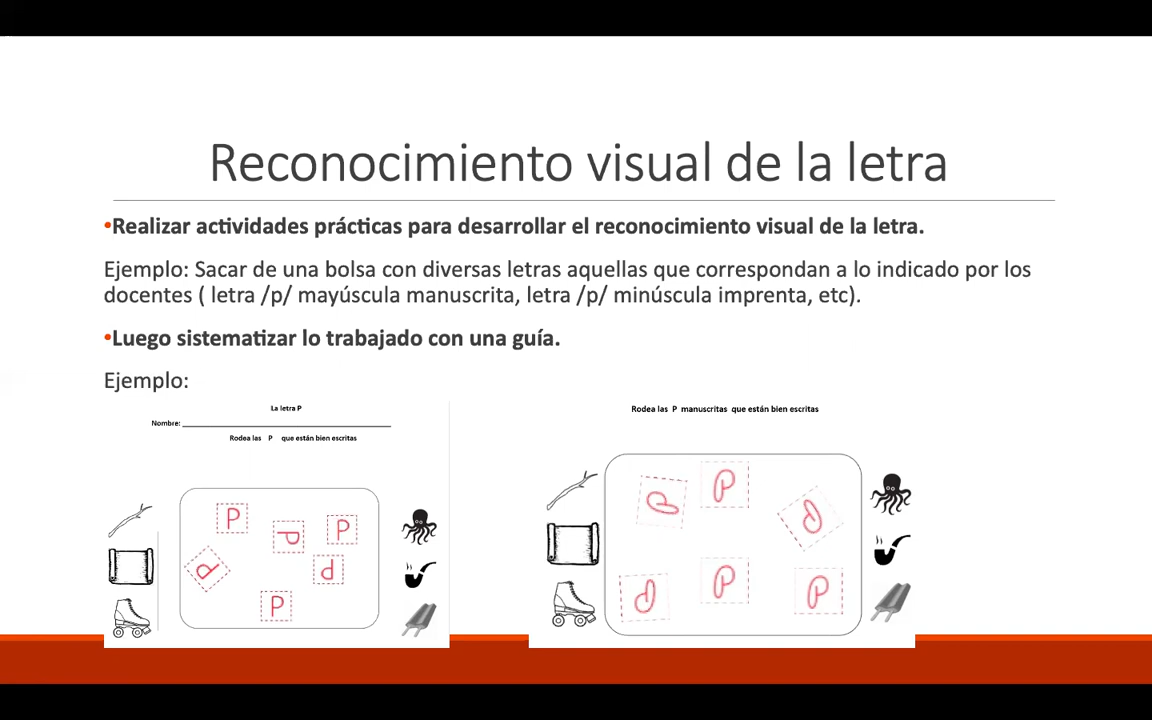 Reconocimiento visual de la letra
•Realizar actividades prácticas para desarrollar el reconocimiento visual de la letra.
Ejemplo: Sacar de una bolsa con diversas letras aquellas que correspondan a lo indicado por los
docentes ( letra /p/ mayúscula manuscrita, letra /p/ minúscula imprenta, etc).
•Luego sistematizar lo trabajado con una guía.
Ejemplo:
La letra P
Nombre:
Rodea las P que están bien escritas
P
P
P
P
P
P
Rodea las P manuscritas que están bien escritas
P
P
P
P
P
P